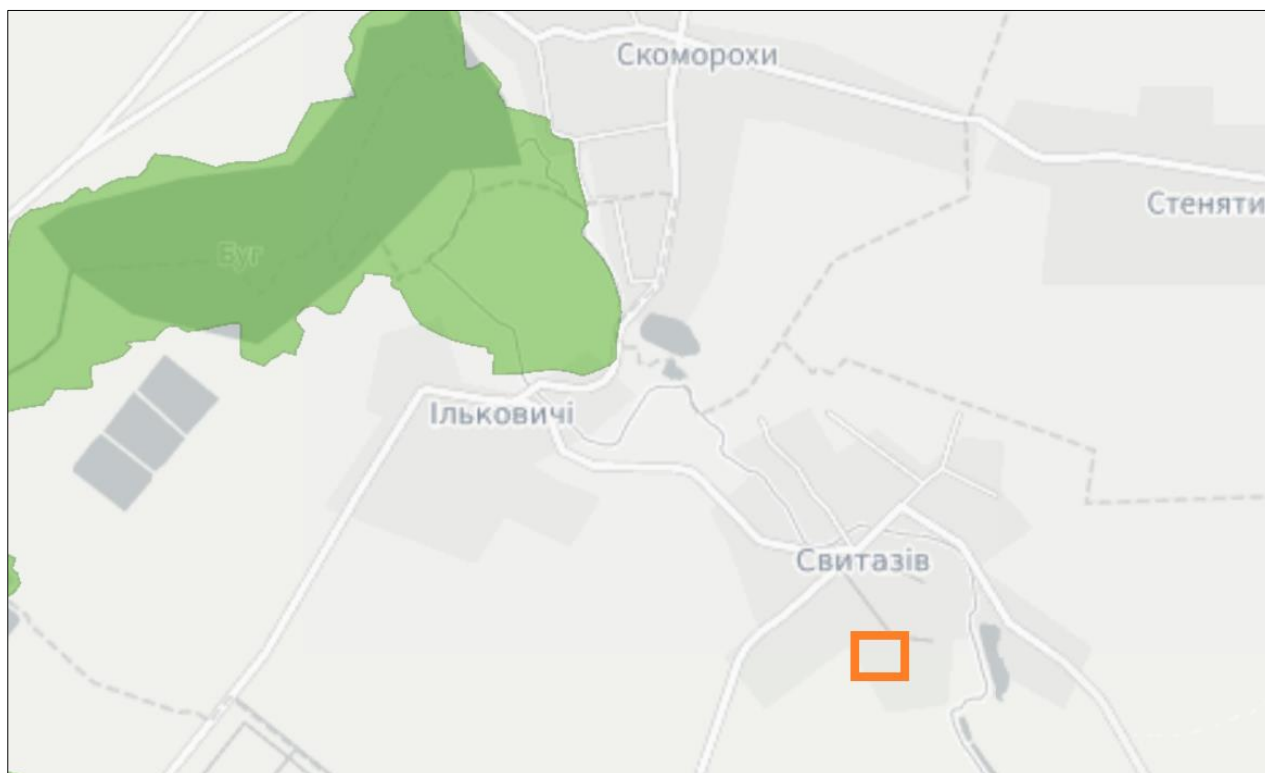 Скоморохи
Стеняти
Буг
Ільковичі
Свитазів